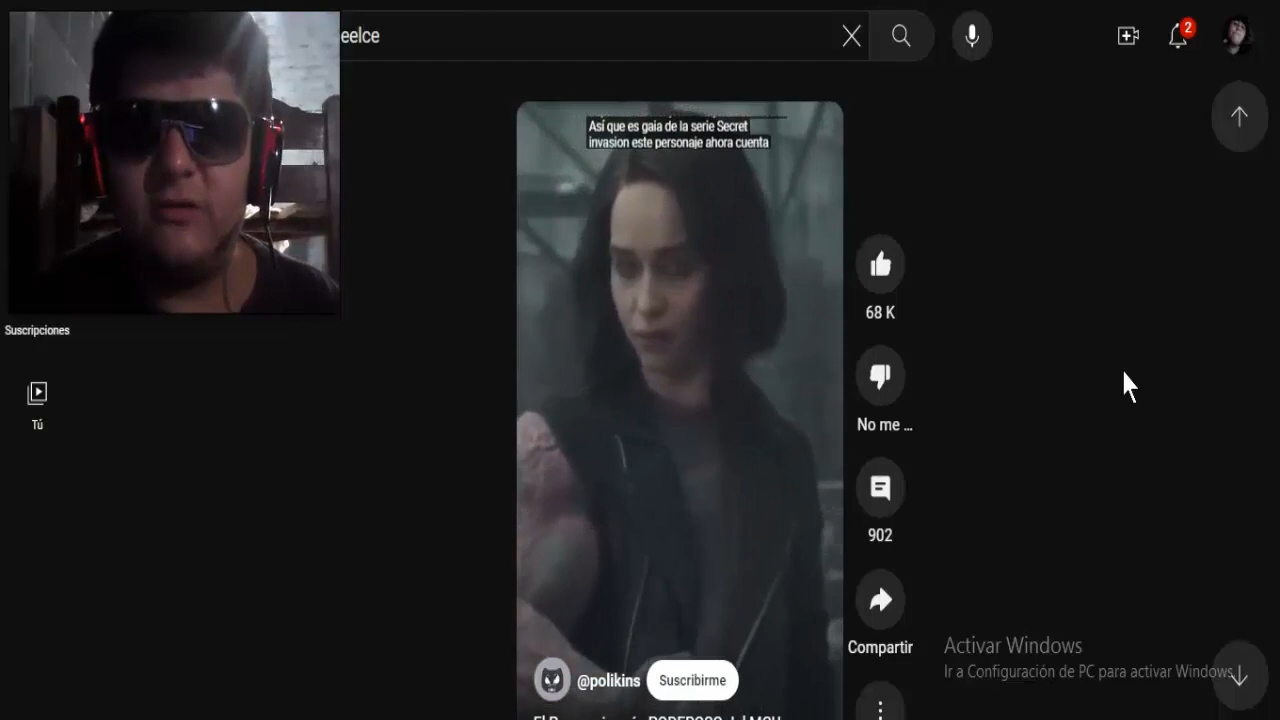 eelce
2
Así que es gaia de la serie Secret
invasion este personaje ahora cuenta
68 K
Suscripciones
No me ...
Tú
902
Compartir
Activar Windows
Ir a Configuración de PC para activar Windows.
@polikins
Suscribirme